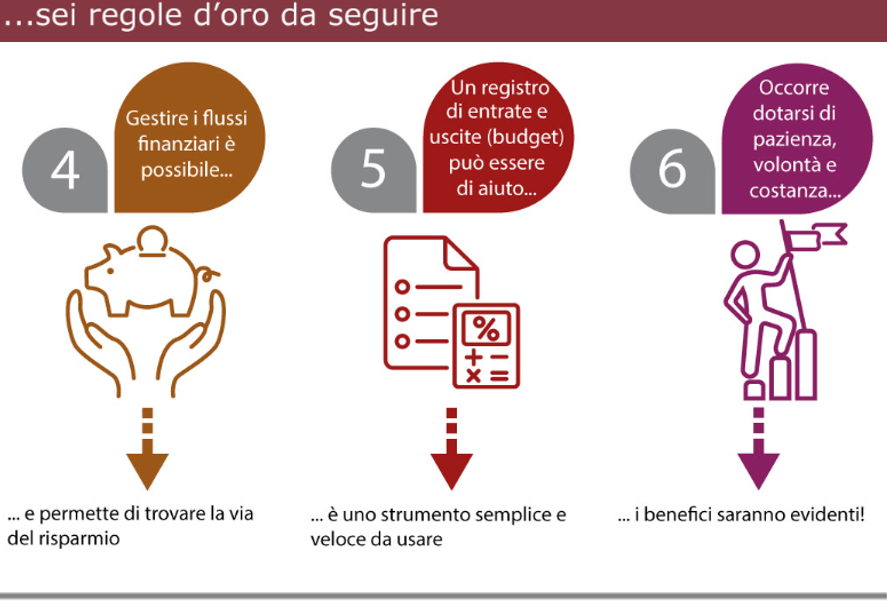 ...sei regole d'oro da seguire
4
Gestire i flussi
finanziari è
possibile...
... e permette di trovare la via
del risparmio
5
Un registro
di entrate e
uscite (budget)
può essere
di aiuto...
%
+ −
× =
... è uno strumento semplice e
veloce da usare
6
Occorre
dotarsi di
pazienza,
volontà e
costanza...
... i benefici saranno evidenti!